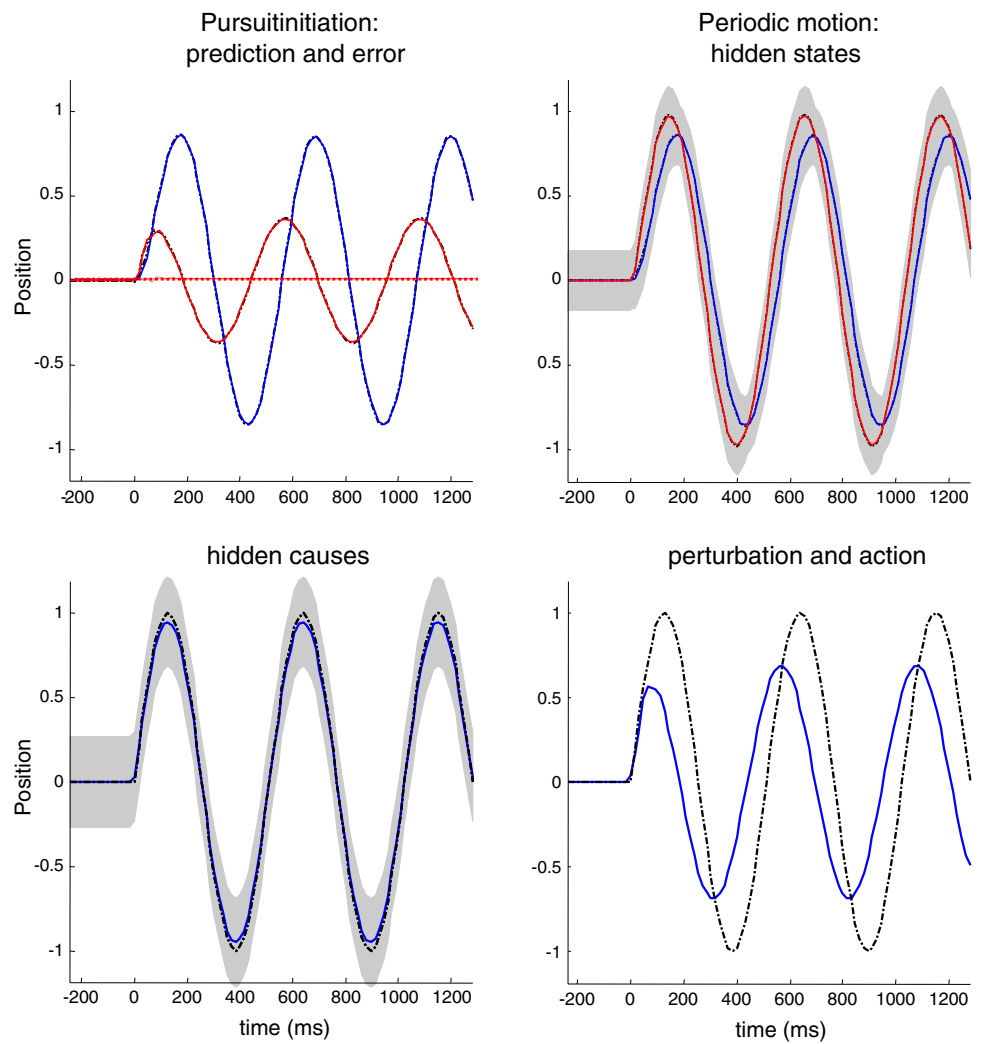 Pursuitinitiation:
prediction and error
Periodic motion:
hidden states
1
0.5
0
-0.5
-1
Position
-200 0 200 400 600 800 1000 1200
1
0.5
0
0.5
-1
-200 0 200 400 600 800 1000 1200
hidden causes
perturbation and action
1
0.5
0
-0.5
-1
Position
-200 0 200 400 600 800 1000 1200
time (ms)
1
0.5
0
-0.5
-1
-200 0 200 400 600 800 1000 1200
time (ms)